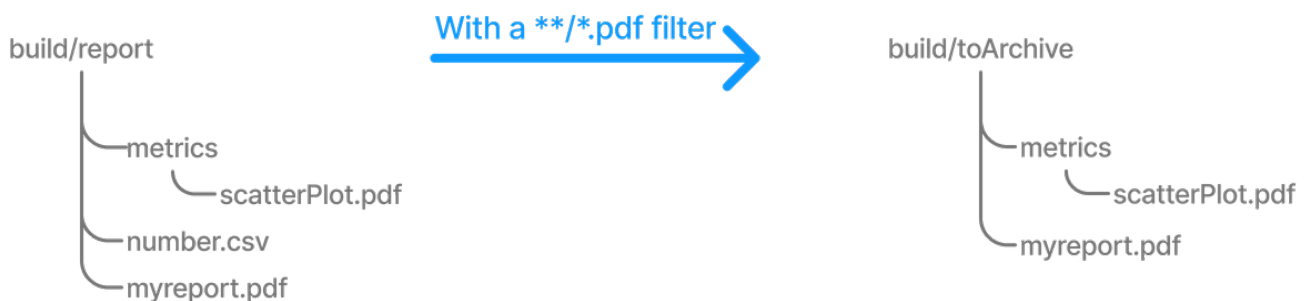 With a **/*.pdf filter
build/report
build/toArchive
metrics
scatterPlot.pdf
number.csv
myreport.pdf
metrics
scatterPlot.pdf
myreport.pdf